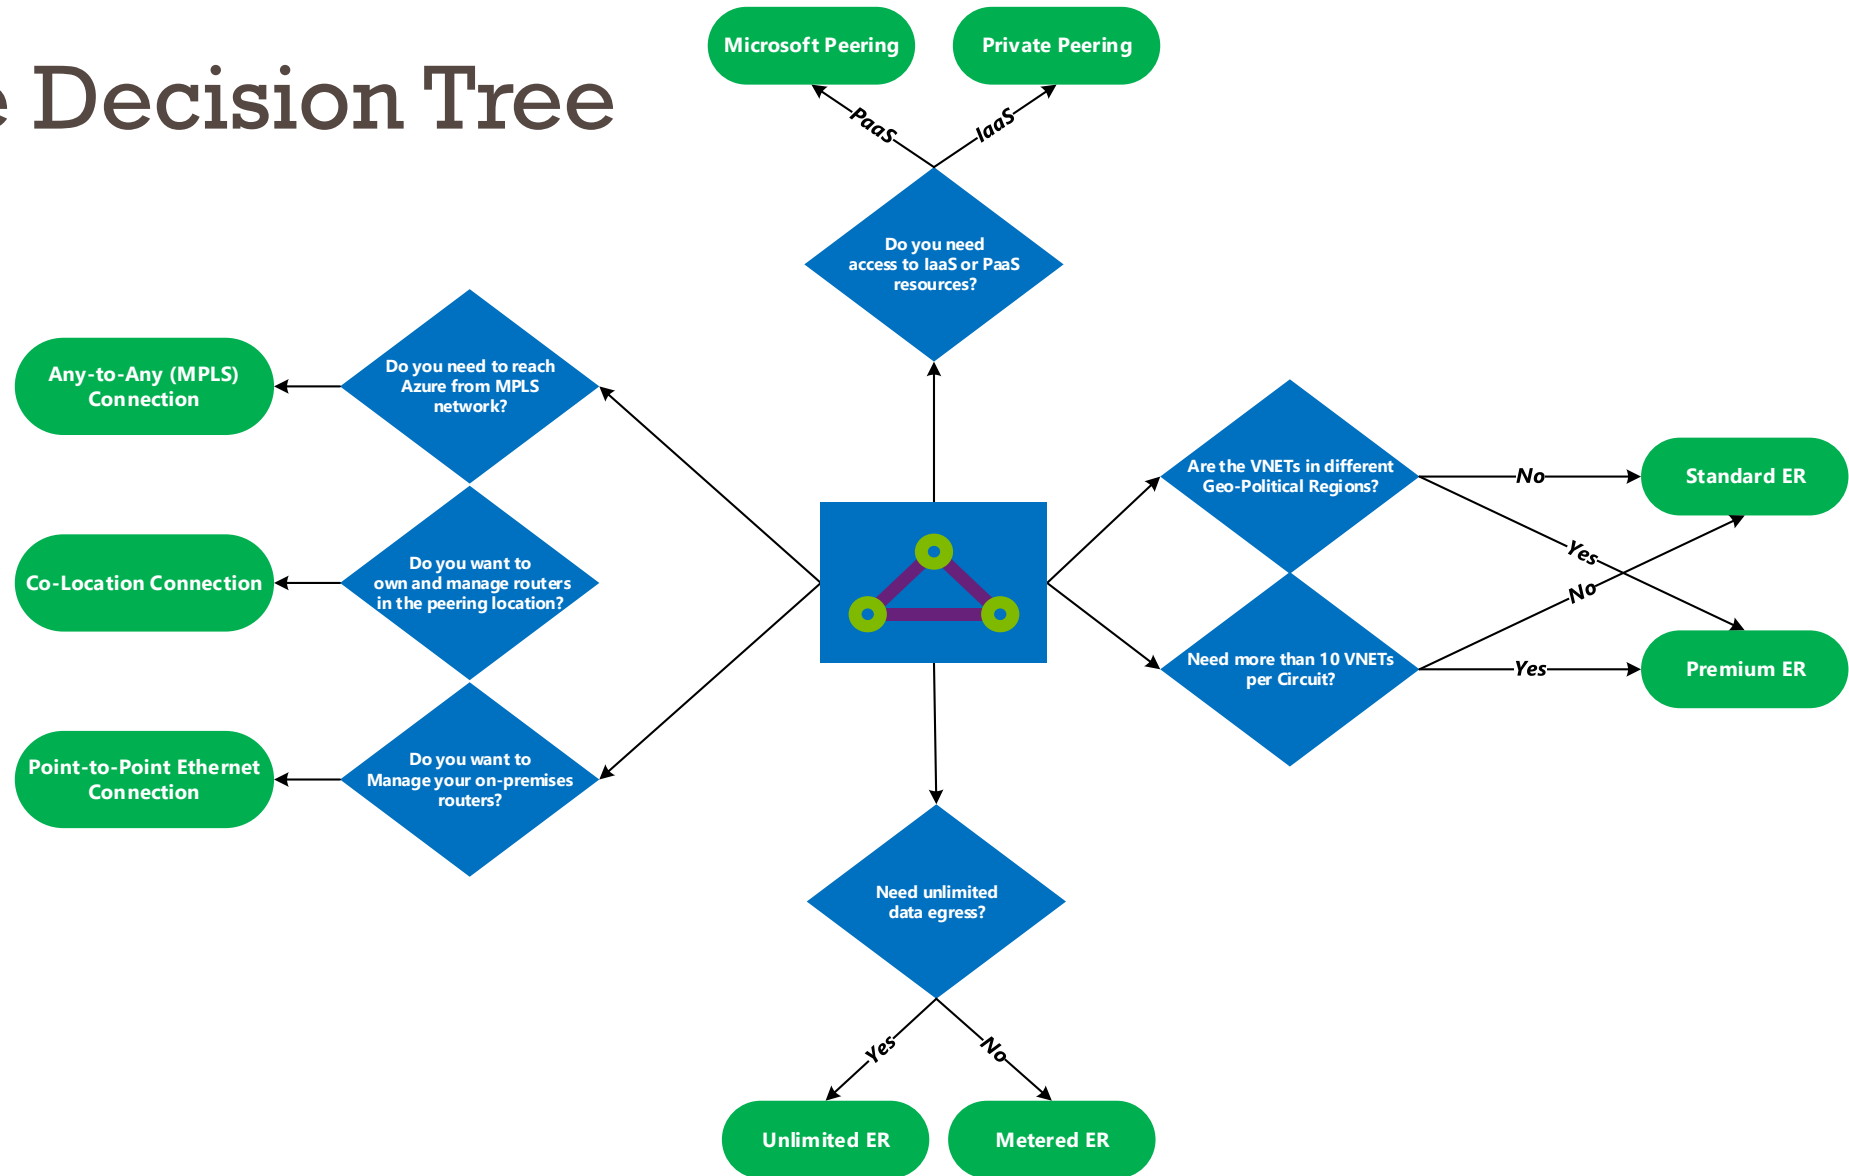 e Decision Tree
Microsoft Peering
Private Peering
PaaS
IaaS
Do you need
access to IaaS or PaaS
resources?
Do you need to reach
Azure from MPLS
network?
Any-to-Any (MPLS)
Connection
Do you want to
own and manage routers
in the peering location?
Co-Location Connection
Do you want to
Manage your on-premises
routers?
Point-to-Point Ethernet
Connection
Are the VNETs in different
Geo-Political Regions?
No
Standard ER
Yes
No
Need more than 10 VNETs
per Circuit?
Yes
Premium ER
Need unlimited
data egress?
Yes
No
Unlimited ER
Metered ER